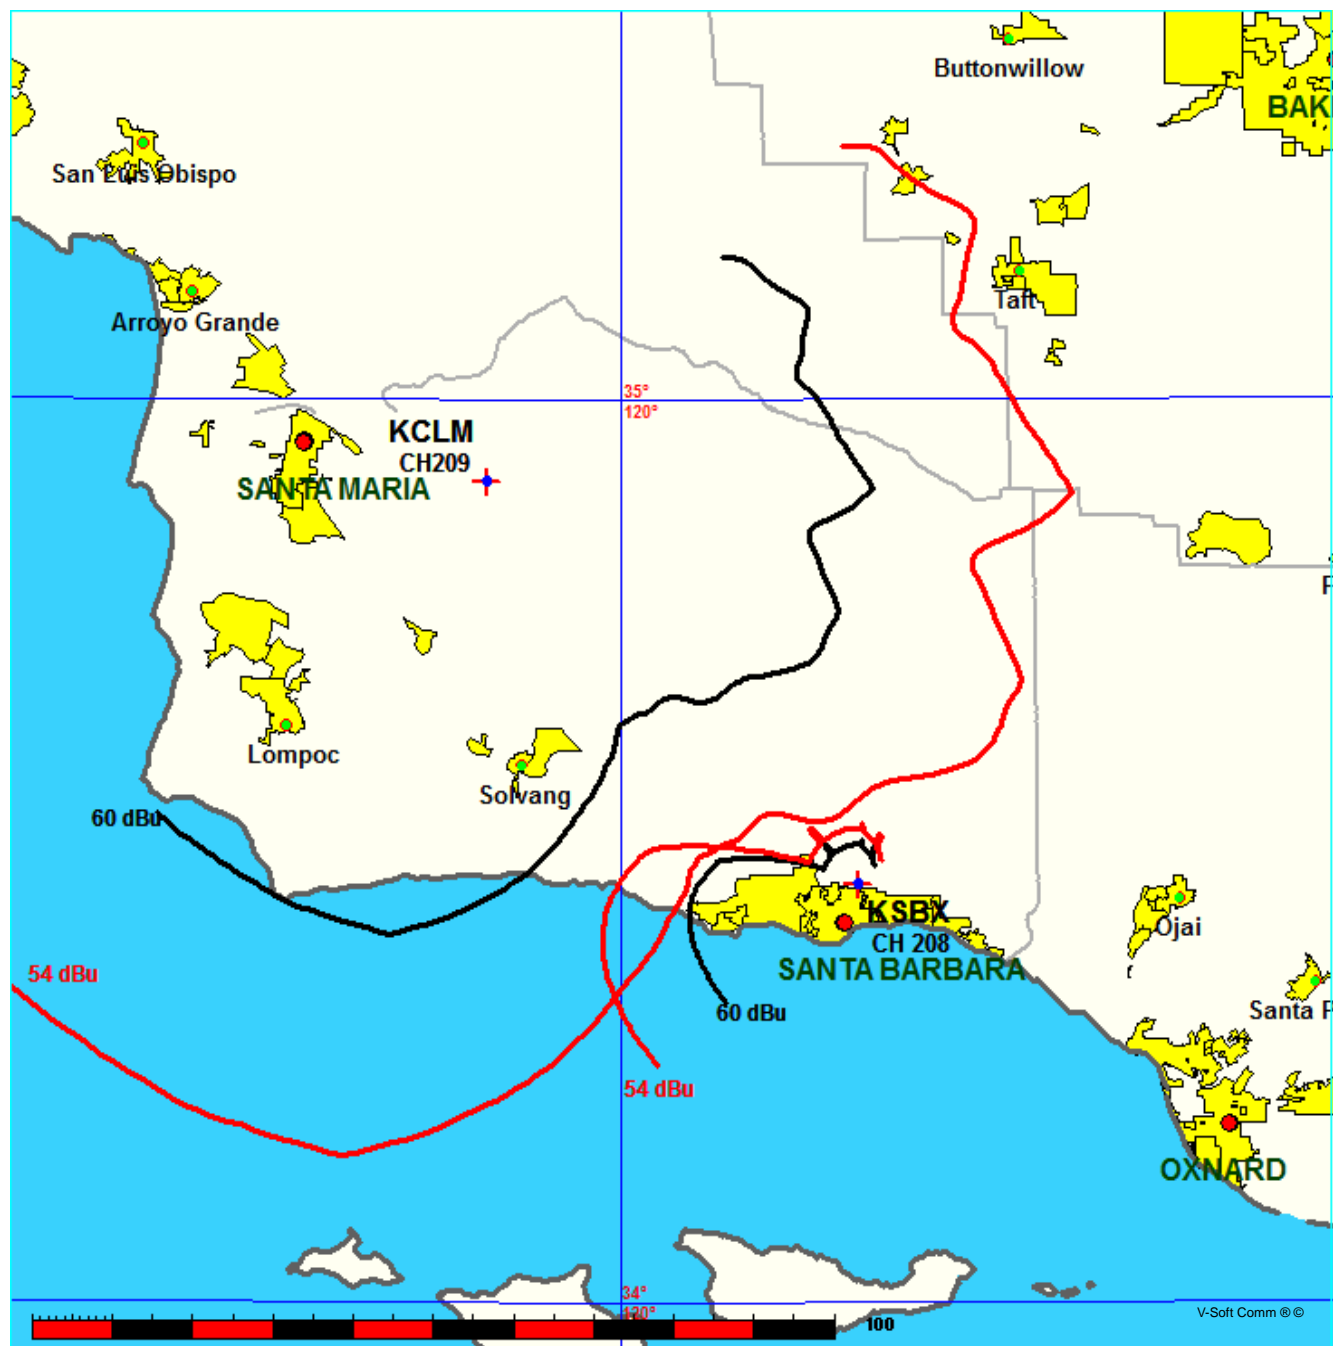 Buttonwillow
BAK
San Luis Obispo
Taft
Arroyo Grande
35°
120°
KCLM
CH209
SANTA MARIA
F
Lompoc
Solvang
60 dBu
KSBX
CH 208
Ojai
SANTA BARBARA
54 dBu
60 dBu
Santa F
54 dBu
OXNARD
34°
120°
V-Soft Comm ® ©
100